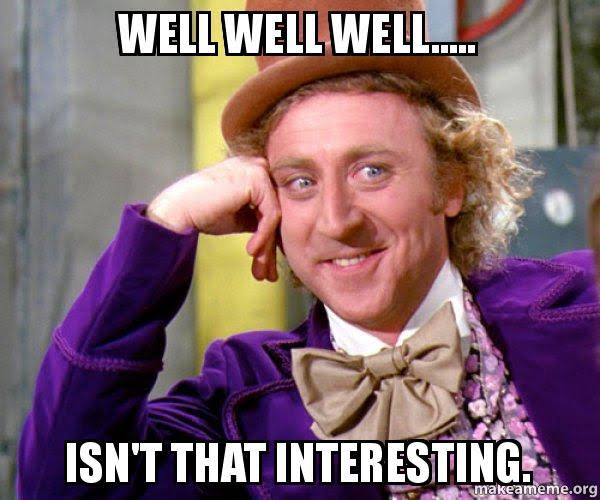 WELL WELL WELL.....
ISN'T THAT INTERESTING.
makeameme.org